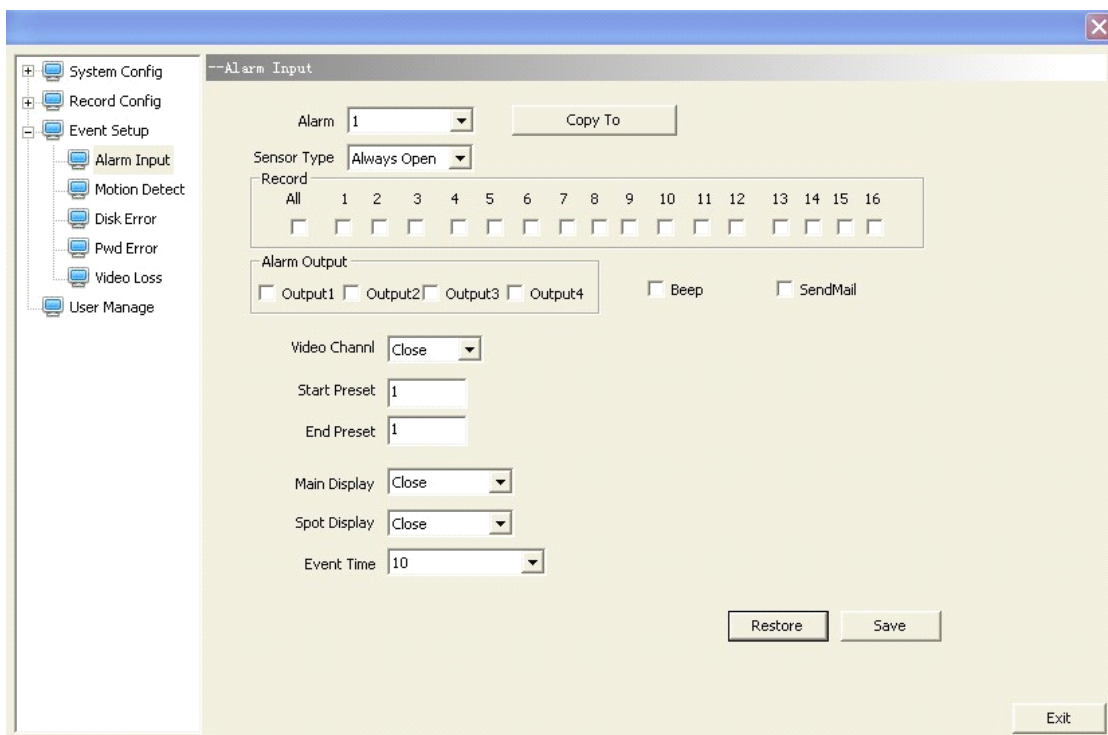 System Config
Record Config
Event Setup
Alarm Input
Motion Detect
Disk Error
Pwd Error
Video Loss
User Manage
--Alarm Input
Alarm 1 Copy To
Sensor Type Always Open
Record
All 1 2 3 4 5 6 7 8 9 10 11 12 13 14 15 16
Alarm Output
Output1 Output2 Output3 Output4 Beep SendMail
Video Channl Close
Start Preset 1
End Preset 1
Main Display Close
Spot Display Close
Event Time 10
Restore Save
Exit